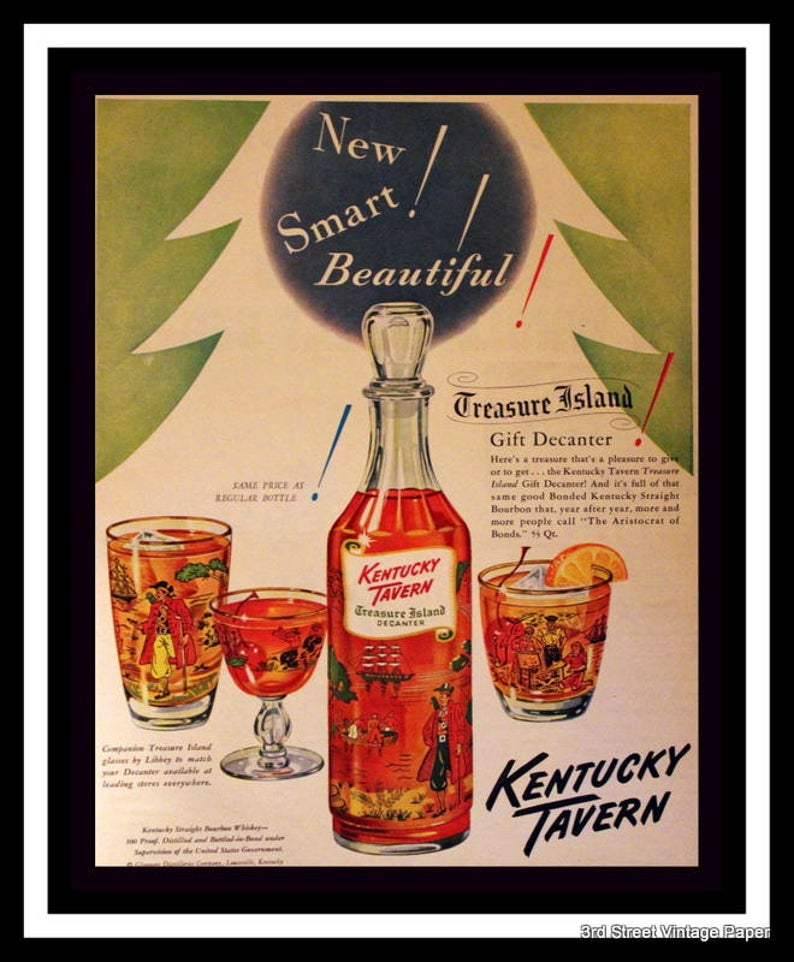 New
Smart!
Beautiful!
Treasure Island!
Gift Decanter
Here's a treasure that's a pleasure to give
or to get . . . the Kentucky Tavern Treasure
Island Gift Decanter! And it's full of that
same good Bonded Kentucky Straight
Bourbon that, year after year, more and
more people call "The Aristocrat of
Bonds." ⅘ Qt.
SAME PRICE AS
REGULAR BOTTLE !
KENTUCKY
TAVERN
Treasure Island
DECANTER
Companion Treasure Island
glasses by Libbey to match
your Decanter available at
leading stores everywhere.
KENTUCKY
TAVERN
Kentucky Straight Bourbon Whiskey—
100 Proof. Distilled and Bottled-in-Bond under
Supervision of the United States Government.
© Glenmore Distilleries Company, Louisville, Kentucky
3rd Street Vintage Paper